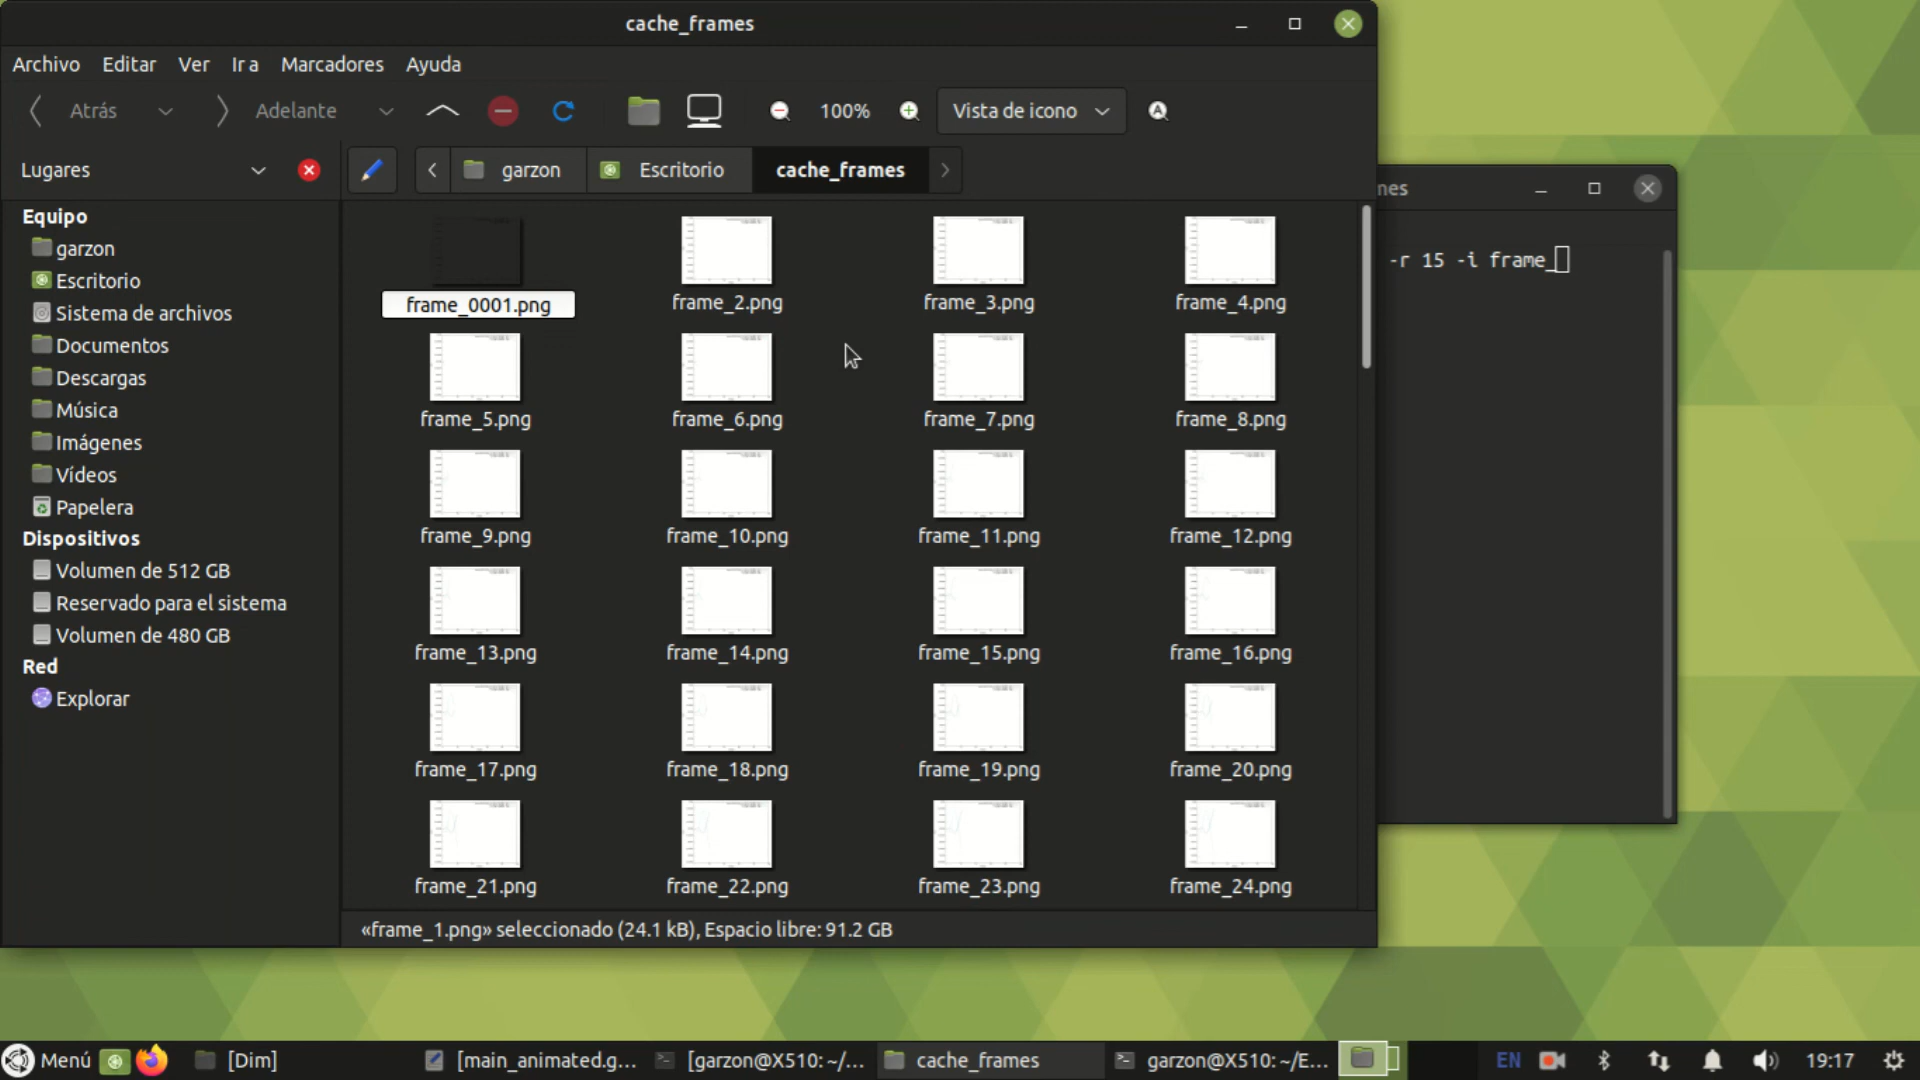 cache_frames
Archivo Editar Ver Ir a Marcadores Ayuda
Atrás Adelante 100% Vista de icono
Lugares
garzon Escritorio cache_frames
Equipo
garzon
Escritorio
Sistema de archivos
Documentos
Descargas
Música
Imágenes
Vídeos
Papelera
Dispositivos
Volumen de 512 GB
Reservado para el sistema
Volumen de 480 GB
Red
Explorar
frame_0001.png frame_2.png frame_3.png frame_4.png
frame_5.png frame_6.png frame_7.png frame_8.png
frame_9.png frame_10.png frame_11.png frame_12.png
frame_13.png frame_14.png frame_15.png frame_16.png
frame_17.png frame_18.png frame_19.png frame_20.png
frame_21.png frame_22.png frame_23.png frame_24.png
«frame_1.png» seleccionado (24.1 kB), Espacio libre: 91.2 GB
mes
-r 15 -i frame_
Menú [Dim] [main_animated.g... [garzon@X510: ~/... cache_frames garzon@X510: ~/E... EN 19:17